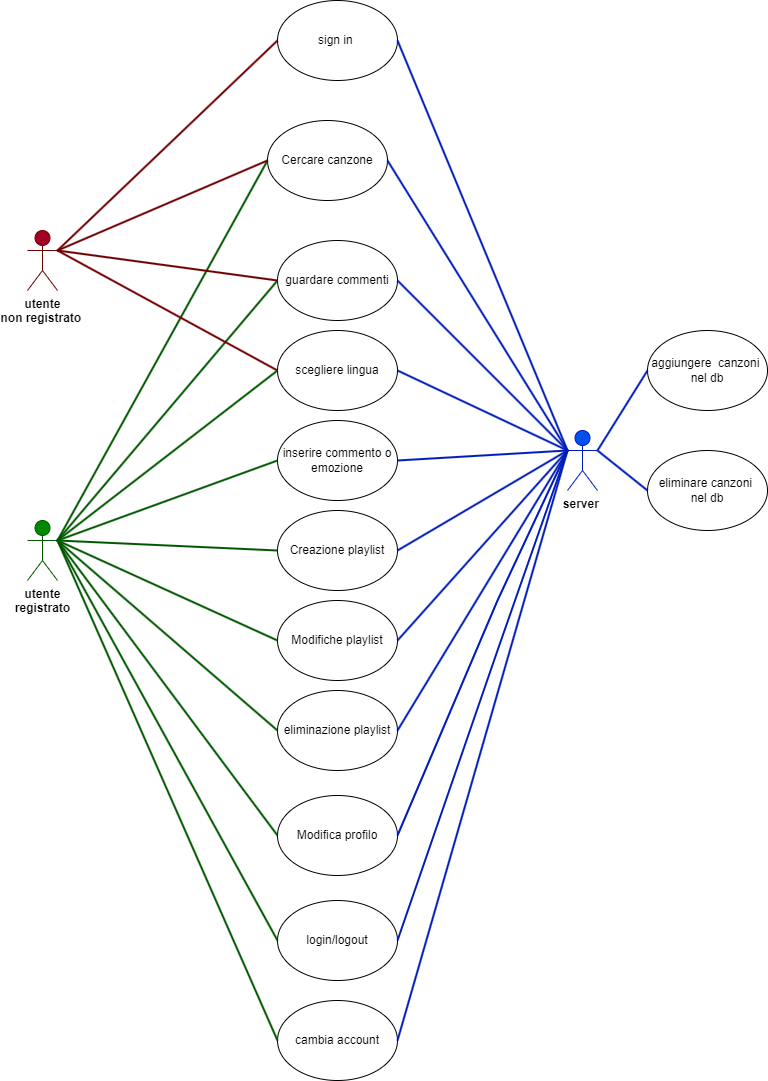 sign in
Cercare canzone
utente
non registrato
guardare commenti
scegliere lingua
aggiungere canzoni
nel db
inserire commento o
emozione
server
eliminare canzoni
nel db
utente
registrato
Creazione playlist
Modifiche playlist
eliminazione playlist
Modifica profilo
login/logout
cambia account